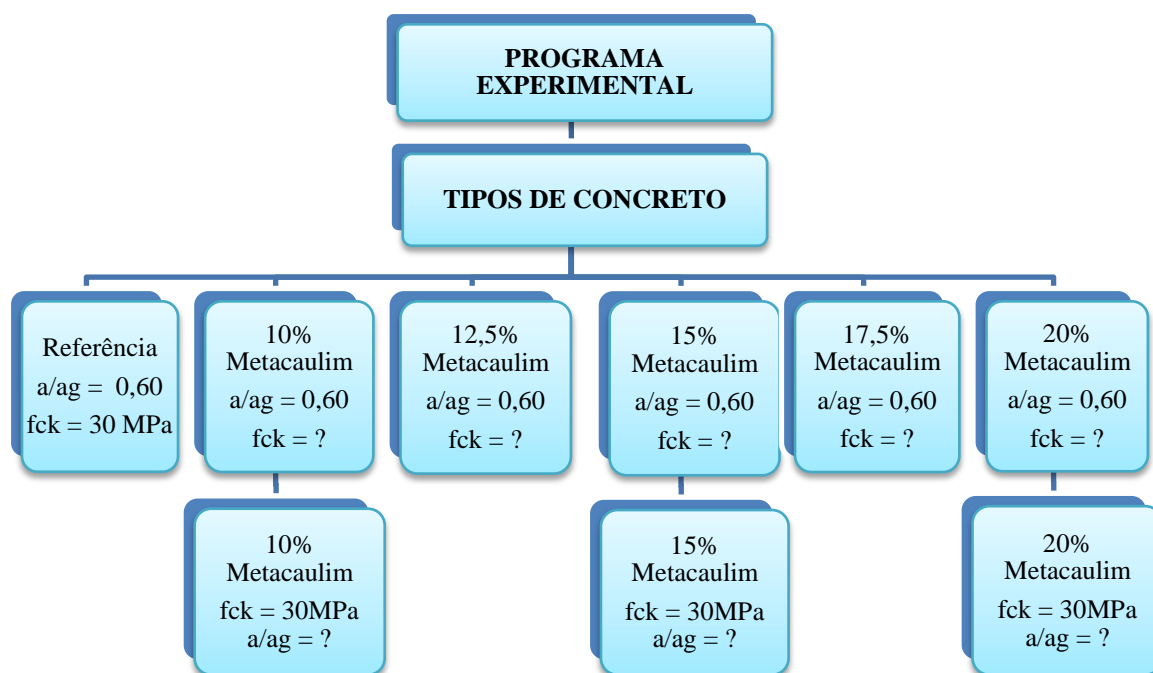 PROGRAMA
EXPERIMENTAL
TIPOS DE CONCRETO
Referência
a/ag = 0,60
fck = 30 MPa
10%
Metacaulim
a/ag = 0,60
fck = ?
12,5%
Metacaulim
a/ag = 0,60
fck = ?
15%
Metacaulim
a/ag = 0,60
fck = ?
17,5%
Metacaulim
a/ag = 0,60
fck = ?
20%
Metacaulim
a/ag = 0,60
fck = ?
10%
Metacaulim
fck = 30MPa
a/ag = ?
15%
Metacaulim
fck = 30MPa
a/ag = ?
20%
Metacaulim
fck = 30MPa
a/ag = ?